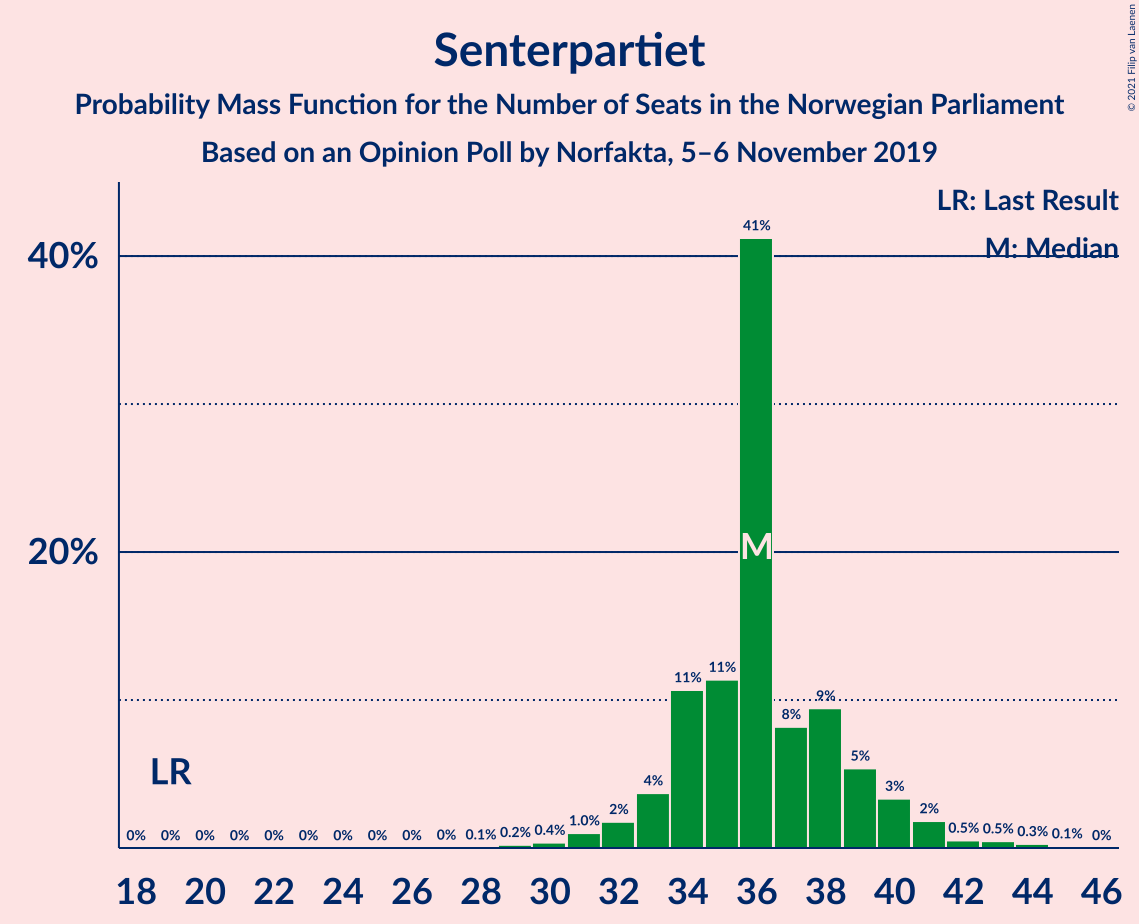 Senterpartiet
Probability Mass Function for the Number of Seats in the Norwegian Parliament
Based on an Opinion Poll by Norfakta, 5–6 November 2019
© 2021 Filip van Laenen
LR: Last Result
M: Median
40%
20%
41%
M
LR
0% 0% 0% 0% 0% 0% 0% 0% 0% 0% 0.1% 0.2% 0.4% 1.0% 2% 4% 11% 11% 8% 9% 5% 3% 2% 0.5% 0.5% 0.3% 0.1% 0%
18 20 22 24 26 28 30 32 34 36 38 40 42 44 46